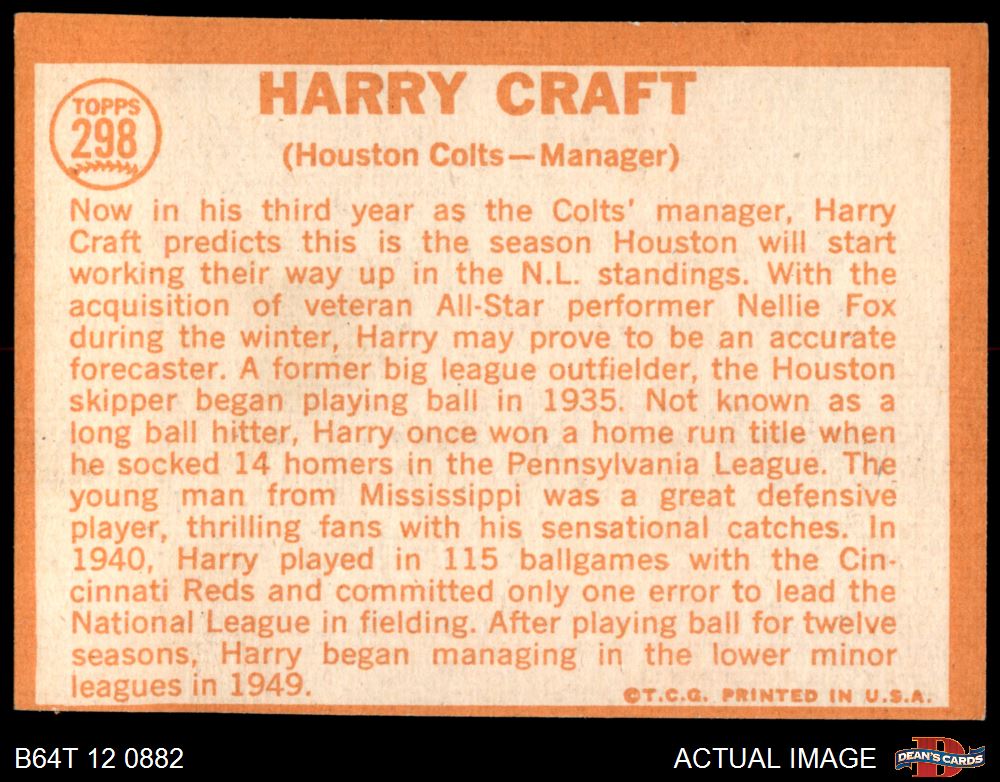 HARRY CRAFT
TOPPS
298
(Houston Colts—Manager)
Now in his third year as the Colts' manager, Harry
Craft predicts this is the season Houston will start
working their way up in the N.L. standings. With the
acquisition of veteran All-Star performer Nellie Fox
during the winter, Harry may prove to be an accurate
forecaster. A former big league outfielder, the Houston
skipper began playing ball in 1935. Not known as a
long ball hitter, Harry once won a home run title when
he socked 14 homers in the Pennsylvania League. The
young man from Mississippi was a great defensive
player, thrilling fans with his sensational catches. In
1940, Harry played in 115 ballgames with the Cin-
cinnati Reds and committed only one error to lead the
National League in fielding. After playing ball for twelve
seasons, Harry began managing in the lower minor
leagues in 1949.
©T.C.G. PRINTED IN U.S.A.
B64T 12 0882
ACTUAL IMAGE
D
DEAN'S CARDS